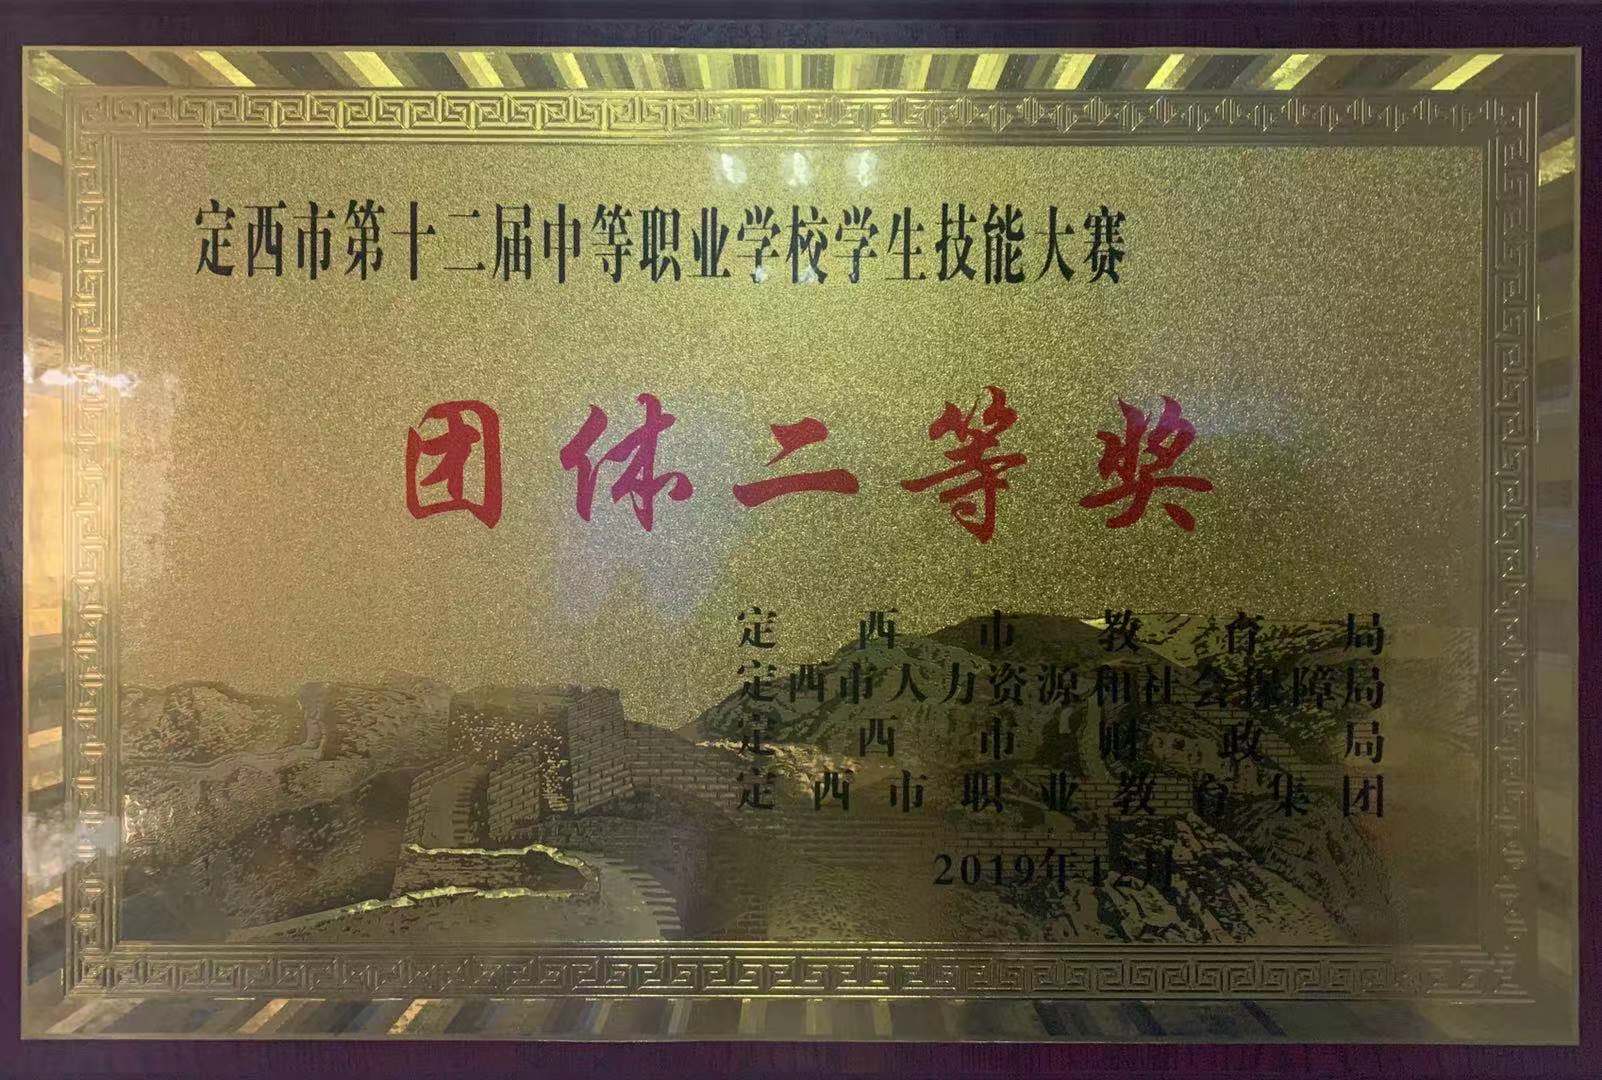 定西市第十二届中等职业学校学生技能大赛
团体二等奖
定西市教育局
定西市人力资源和社会保障局
定西市财政局
定西市职业教育集团
2019年12月